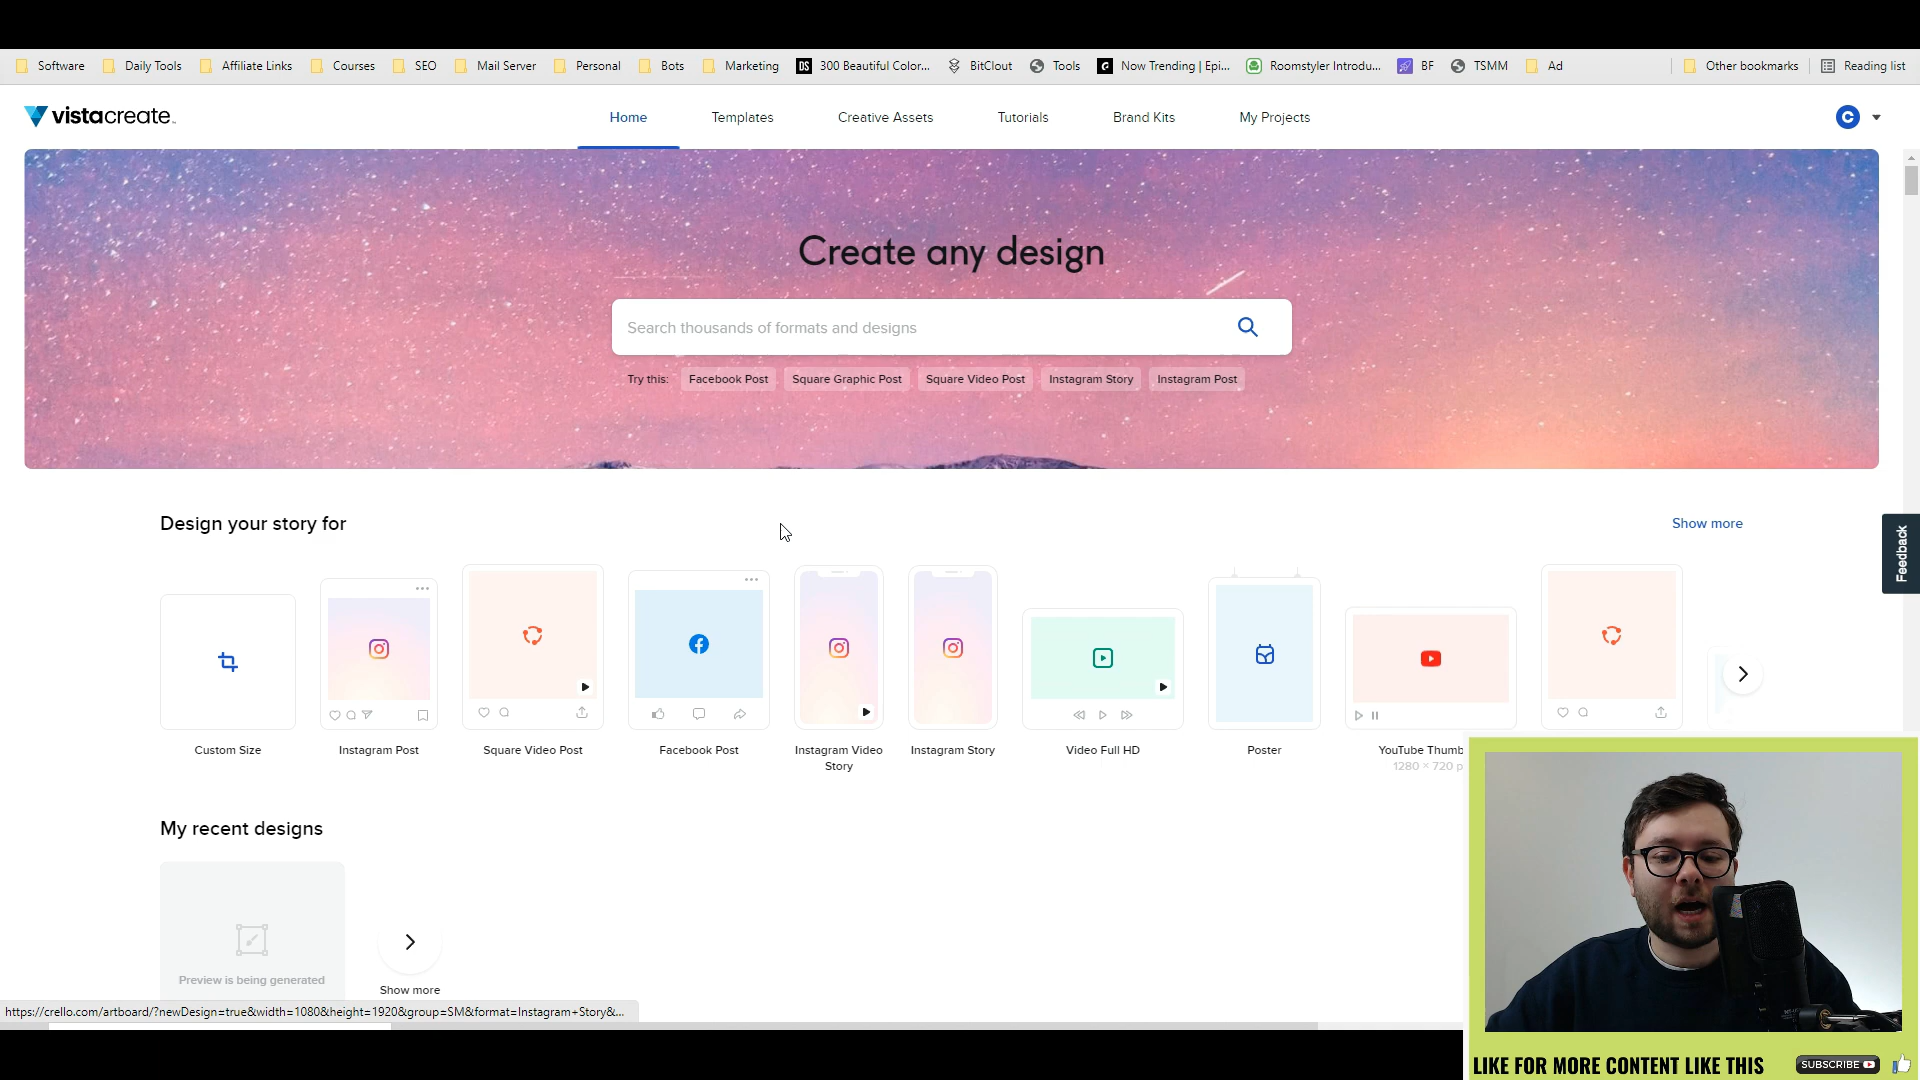 Software Daily Tools Affiliate Links Courses SEO Mail Server Personal Bots Marketing DS 300 Beautiful Color... BitClout Tools Now Trending | Epi... Roomstyler Introdu... BF TSMM Ad Other bookmarks Reading list
vistacreate
Home Templates Creative Assets Tutorials Brand Kits My Projects C
Create any design
Search thousands of formats and designs
Try this: Facebook Post Square Graphic Post Square Video Post Instagram Story Instagram Post
Design your story for Show more
Feedback
Custom Size Instagram Post Square Video Post Facebook Post Instagram Video Story Instagram Story Video Full HD Poster YouTube Thumb
1280 × 720 p
My recent designs
Preview is being generated
Show more
https://crello.com/artboard/?newDesign=true&width=1080&height=1920&group=SM&format=Instagram+Story&...
LIKE FOR MORE CONTENT LIKE THIS SUBSCRIBE